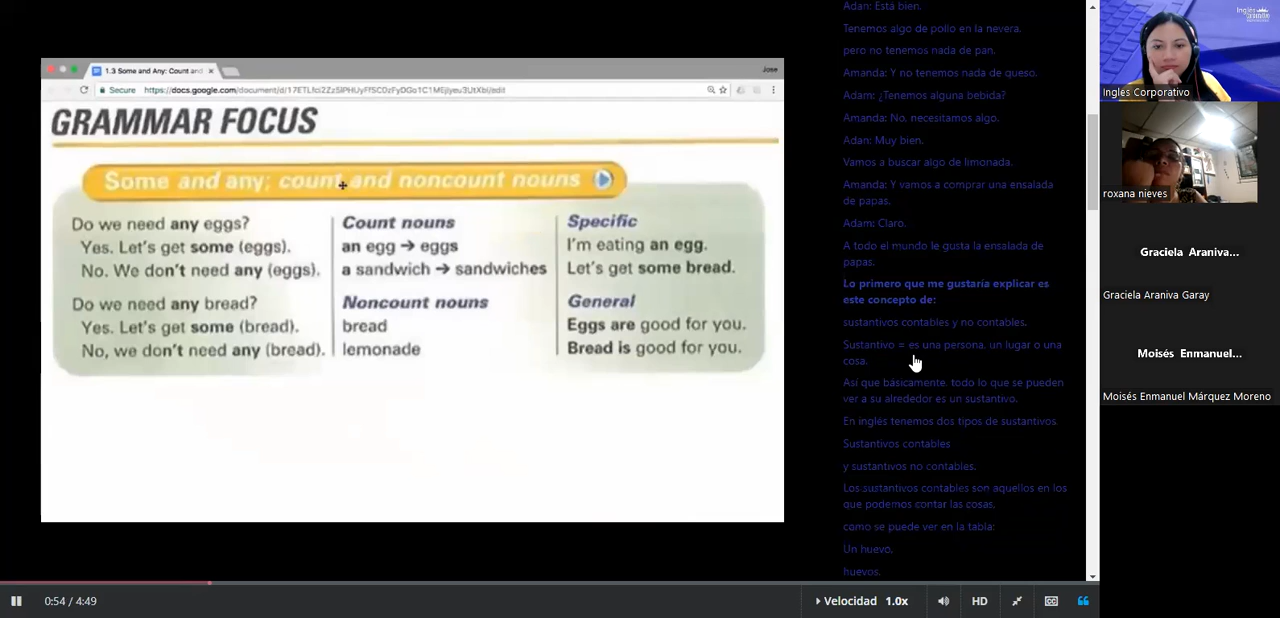 1.3 Some and Any: Count and
Jose
Secure
GRAMMAR FOCUS
Some and any; count and noncount nouns
Do we need any eggs?
Yes. Let's get some (eggs).
No. We don't need any (eggs).
Do we need any bread?
Yes. Let's get some (bread).
No, we don't need any (bread).
Count nouns
an egg → eggs
a sandwich → sandwiches
Noncount nouns
bread
lemonade
Specific
I'm eating an egg.
Let's get some bread.
General
Eggs are good for you.
Bread is good for you.
Adan: Está bien.
Tenemos algo de pollo en la nevera,
pero no tenemos nada de pan.
Amanda: Y no tenemos nada de queso.
Adam: ¿Tenemos alguna bebida?
Amanda: No, necesitamos algo.
Adan: Muy bien.
Vamos a buscar algo de limonada.
Amanda: Y vamos a comprar una ensalada
de papas.
Adam: Claro.
A todo el mundo le gusta la ensalada de
papas.
Lo primero que me gustaría explicar es
este concepto de:
sustantivos contables y no contables.
Sustantivo = es una persona, un lugar o una
cosa.
Así que básicamente, todo lo que se pueden
ver a su alrededor es un sustantivo.
En inglés tenemos dos tipos de sustantivos.
Sustantivos contables
y sustantivos no contables.
Los sustantivos contables son aquellos en los
que podemos contar las cosas,
como se puede ver en la tabla:
Un huevo,
huevos.
0:54 / 4:49
Velocidad 1.0x
HD
CC
Ingles Corporativo
roxana nieves
Graciela Araniva...
Graciela Araniva Garay
Moisés Enmanuel...
Moisés Enmanuel Márquez Moreno